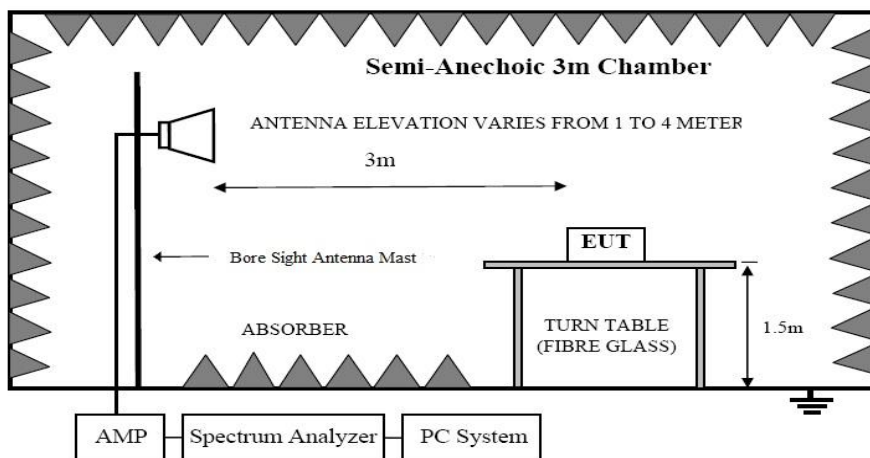 Semi-Anechoic 3m Chamber
ANTENNA ELEVATION VARIES FROM 1 TO 4 METER
3m
EUT
Bore Sight Antenna Mast
ABSORBER
TURN TABLE
(FIBRE GLASS)
1.5m
AMP
Spectrum Analyzer
PC System